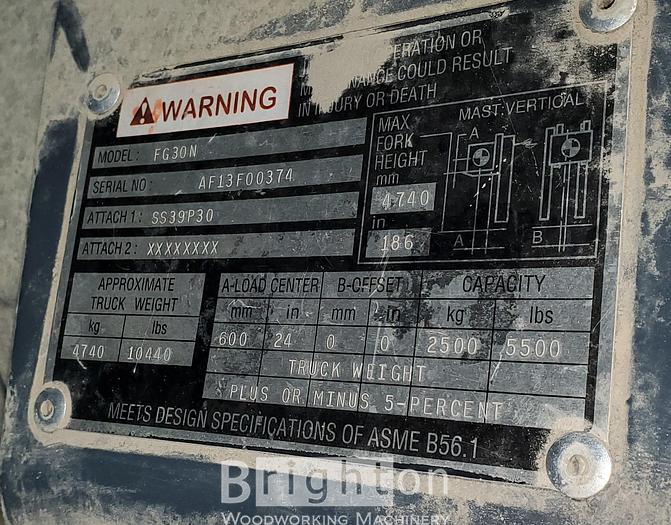 WARNING
OPERATION OR
MAINTENANCE COULD RESULT
IN INJURY OR DEATH
MODEL: FG30N
SERIAL NO: AF13F00374
ATTACH 1: SS39P30
ATTACH 2: XXXXXXXX
MAX
FORK
HEIGHT
mm
4740
in
186
MAST:VERTICAL
A
A
B
APPROXIMATE
TRUCK WEIGHT
kg lbs
4740 10440
A-LOAD CENTER B-OFFSET CAPACITY
mm in mm in kg lbs
600 24 0 0 2500 5500
TRUCK WEIGHT
PLUS OR MINUS 5-PERCENT
MEETS DESIGN SPECIFICATIONS OF ASME B56.1
Brighton
WOODWORKING MACHINERY